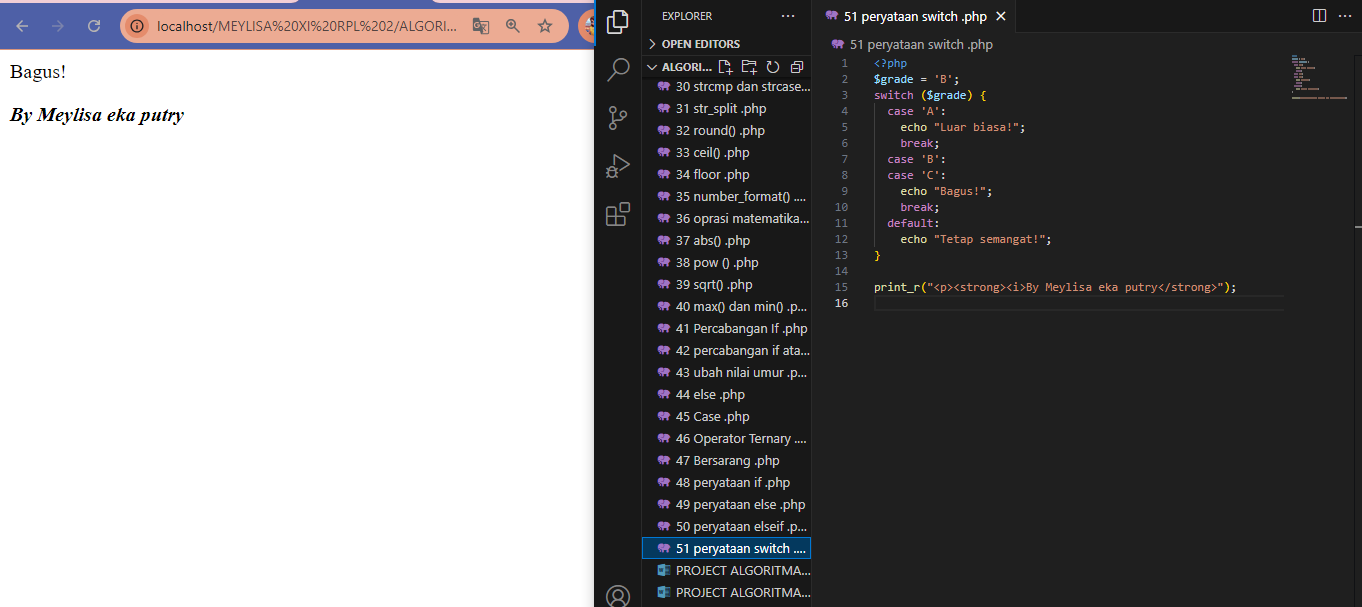 localhost/MEYLISA%20XI%20RPL%202/ALGORI...
Bagus!
By Meylisa eka putry
EXPLORER
OPEN EDITORS
ALGORI...
30 strcmp dan strcase...
31 str_split .php
32 round() .php
33 ceil() .php
34 floor .php
35 number_format() ....
36 oprasi matematika...
37 abs() .php
38 pow () .php
39 sqrt() .php
40 max() dan min() .p...
41 Percabangan If .php
42 percabangan if ata...
43 ubah nilai umur .p...
44 else .php
45 Case .php
46 Operator Ternary ....
47 Bersarang .php
48 peryataan if .php
49 peryataan else .php
50 peryataan elseif .p...
51 peryataan switch ....
PROJECT ALGORITMA...
PROJECT ALGORITMA...
51 peryataan switch .php
51 peryataan switch .php
1 <?php
2 $grade = 'B';
3 switch ($grade) {
4 case 'A':
5 echo "Luar biasa!";
6 break;
7 case 'B':
8 case 'C':
9 echo "Bagus!";
10 break;
11 default:
12 echo "Tetap semangat!";
13 }
14
15 print_r("<p><strong><i>By Meylisa eka putry</strong>");
16